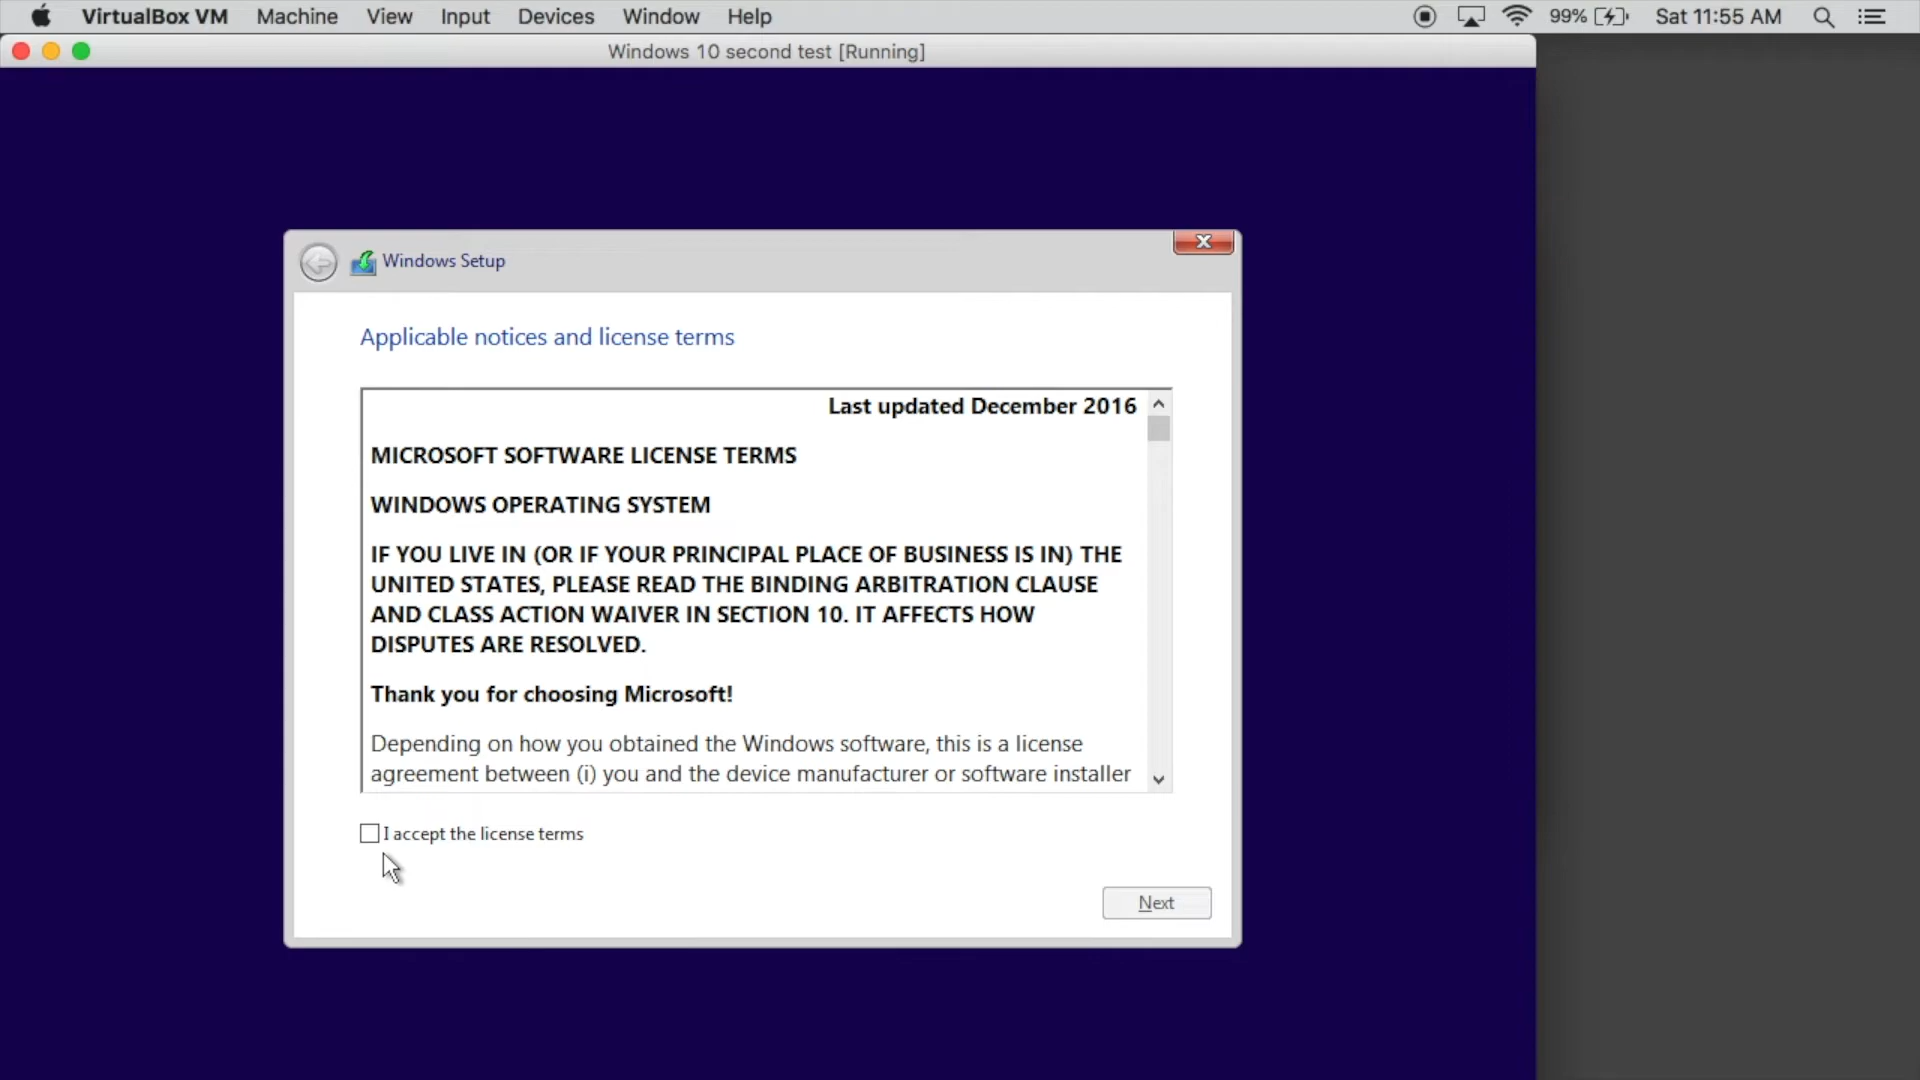 VirtualBox VM Machine View Input Devices Window Help 99% Sat 11:55 AM
Windows 10 second test [Running]
Windows Setup
Applicable notices and license terms
Last updated December 2016
MICROSOFT SOFTWARE LICENSE TERMS
WINDOWS OPERATING SYSTEM
IF YOU LIVE IN (OR IF YOUR PRINCIPAL PLACE OF BUSINESS IS IN) THE
UNITED STATES, PLEASE READ THE BINDING ARBITRATION CLAUSE
AND CLASS ACTION WAIVER IN SECTION 10. IT AFFECTS HOW
DISPUTES ARE RESOLVED.
Thank you for choosing Microsoft!
Depending on how you obtained the Windows software, this is a license
agreement between (i) you and the device manufacturer or software installer
I accept the license terms
Next